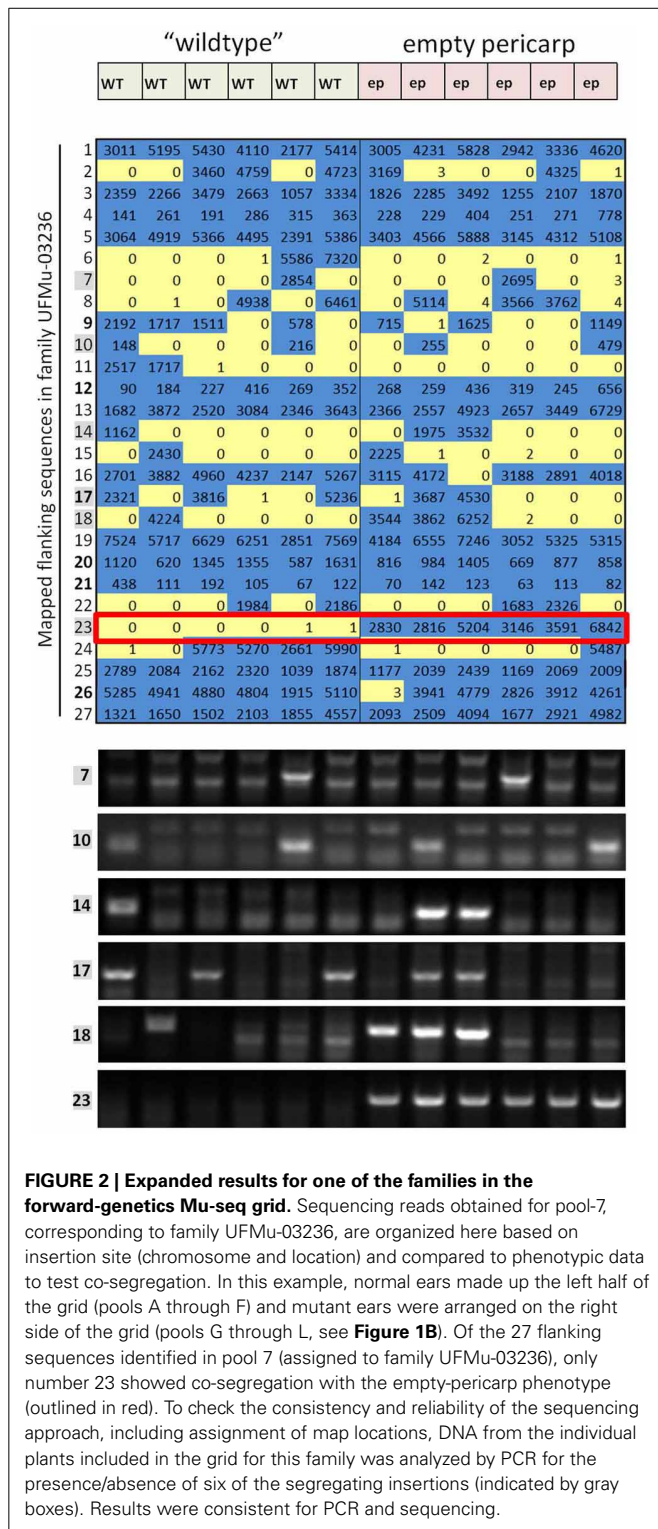 "wildtype" empty pericarp
WT WT WT WT WT WT ep ep ep ep ep ep
Mapped flanking sequences in family UFMu-03236
1 3011 5195 5430 4110 2177 5414 3005 4231 5828 2942 3336 4620
2 0 0 3460 4759 0 4723 3169 3 0 0 4325 1
3 2359 2266 3479 2663 1057 3334 1826 2285 3492 1255 2107 1870
4 141 261 191 286 315 363 228 229 404 251 271 778
5 3064 4919 5366 4495 2391 5386 3403 4566 5888 3145 4312 5108
6 0 0 0 1 5586 7320 0 0 2 0 0 1
7 0 0 0 0 2854 0 0 0 0 2695 0 3
8 0 1 0 4938 0 6461 0 5114 4 3566 3762 4
9 2192 1717 1511 0 578 0 715 1 1625 0 0 1149
10 148 0 0 0 216 0 0 255 0 0 0 479
11 2517 1717 1 0 0 0 0 0 0 0 0 0
12 90 184 227 416 269 352 268 259 436 319 245 656
13 1682 3872 2520 3084 2346 3643 2366 2557 4923 2657 3449 6729
14 1162 0 0 0 0 0 0 1975 3532 0 0 0
15 0 2430 0 0 0 0 2225 1 0 2 0 0
16 2701 3882 4960 4237 2147 5267 3115 4172 0 3188 2891 4018
17 2321 0 3816 1 0 5236 1 3687 4530 0 0 0
18 0 4224 0 0 0 0 3544 3862 6252 2 0 0
19 7524 5717 6629 6251 2851 7569 4184 6555 7246 3052 5325 5315
20 1120 620 1345 1355 587 1631 816 984 1405 669 877 858
21 438 111 192 105 67 122 70 142 123 63 113 82
22 0 0 0 1984 0 2186 0 0 0 1683 2326 0
23 0 0 0 0 1 1 2830 2816 5204 3146 3591 6842
24 1 0 5773 5270 2661 5990 1 0 0 0 0 5487
25 2789 2084 2162 2320 1039 1874 1177 2039 2439 1169 2069 2009
26 5285 4941 4880 4804 1915 5110 3 3941 4779 2826 3912 4261
27 1321 1650 1502 2103 1855 4557 2093 2509 4094 1677 2921 4982
7
10
14
17
18
23
FIGURE 2 | Expanded results for one of the families in the
forward-genetics Mu-seq grid. Sequencing reads obtained for pool-7,
corresponding to family UFMu-03236, are organized here based on
insertion site (chromosome and location) and compared to phenotypic data
to test co-segregation. In this example, normal ears made up the left half of
the grid (pools A through F) and mutant ears were arranged on the right
side of the grid (pools G through L, see Figure 1B). Of the 27 flanking
sequences identified in pool 7 (assigned to family UFMu-03236), only
number 23 showed co-segregation with the empty-pericarp phenotype
(outlined in red). To check the consistency and reliability of the sequencing
approach, including assignment of map locations, DNA from the individual
plants included in the grid for this family was analyzed by PCR for the
presence/absence of six of the segregating insertions (indicated by gray
boxes). Results were consistent for PCR and sequencing.